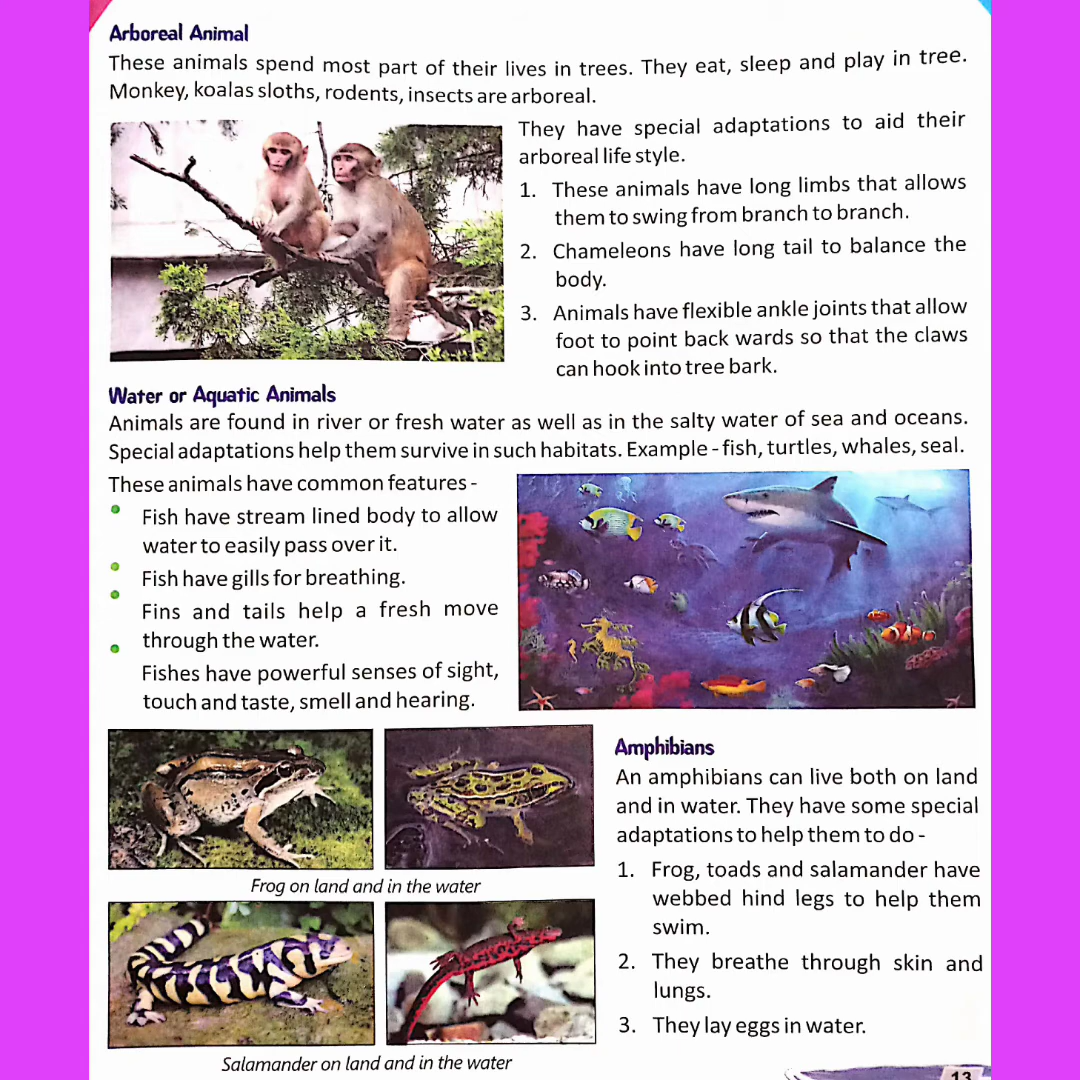 Arboreal Animal
These animals spend most part of their lives in trees. They eat, sleep and play in tree.
Monkey, koalas sloths, rodents, insects are arboreal.
They have special adaptations to aid their
arboreal life style.
1. These animals have long limbs that allows
them to swing from branch to branch.
2. Chameleons have long tail to balance the
body.
3. Animals have flexible ankle joints that allow
foot to point back wards so that the claws
can hook into tree bark.
Water or Aquatic Animals
Animals are found in river or fresh water as well as in the salty water of sea and oceans.
Special adaptations help them survive in such habitats. Example - fish, turtles, whales, seal.
These animals have common features -
Fish have stream lined body to allow
water to easily pass over it.
Fish have gills for breathing.
Fins and tails help a fresh move
through the water.
Fishes have powerful senses of sight,
touch and taste, smell and hearing.
Frog on land and in the water
Salamander on land and in the water
Amphibians
An amphibians can live both on land
and in water. They have some special
adaptations to help them to do -
1. Frog, toads and salamander have
webbed hind legs to help them
swim.
2. They breathe through skin and
lungs.
3. They lay eggs in water.
13